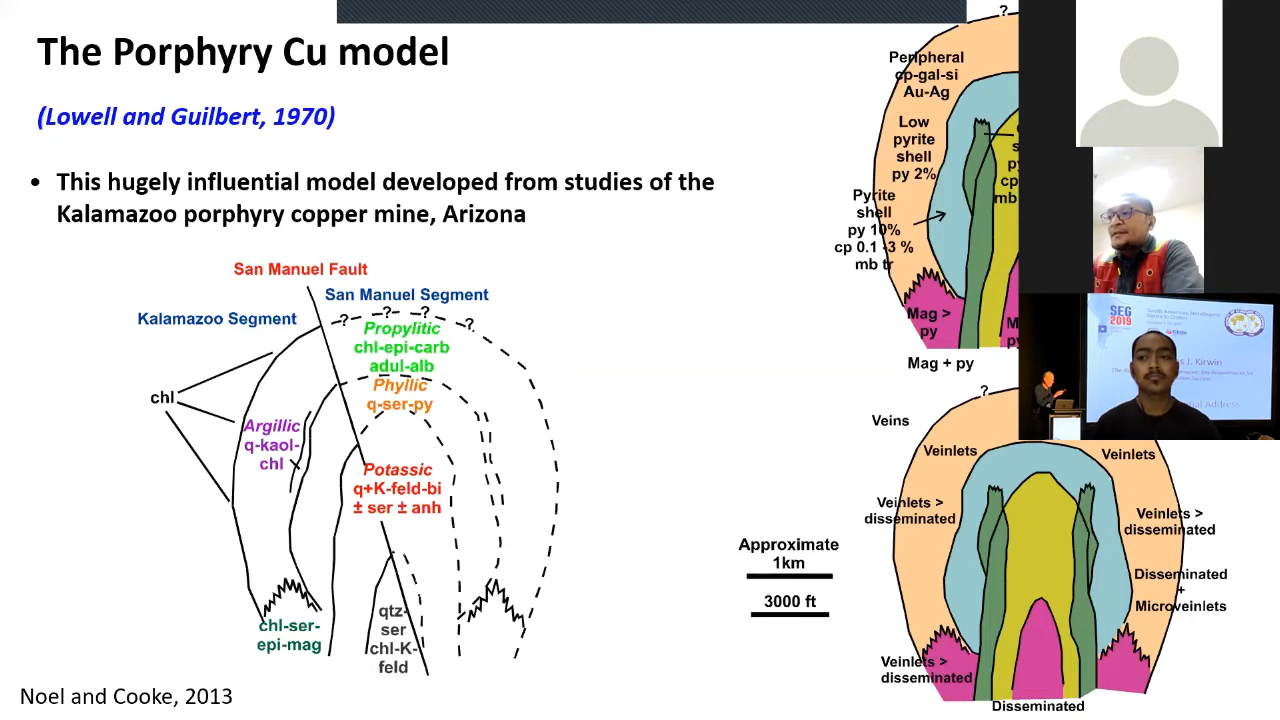 The Porphyry Cu model
(Lowell and Guilbert, 1970)
• This hugely influential model developed from studies of the
Kalamazoo porphyry copper mine, Arizona
San Manuel Fault
San Manuel Segment
Kalamazoo Segment
?
?
?
?
Propylitic
chl-epi-carb
adul-alb
Phyllic
q-ser-py
chl
Argillic
q-kaol-
chl
Potassic
q+K-feld-bi
± ser ± anh
chl-ser-
epi-mag
qtz-
ser
chl-K-
feld
Noel and Cooke, 2013
?
Peripheral
cp-gal-si
Au-Ag
Low
pyrite
shell
py 2%
Pyrite
shell
py 10%
cp 0.1 -3 %
mb tr
py
cp
mb
Mag >
py
Mag + py
SEG
2019
J. Kirwin
?
Veins
Veinlets
Veinlets
Veinlets >
disseminated
Veinlets >
disseminated
Approximate
1km
3000 ft
Disseminated
+
Microveinlets
Veinlets >
disseminated
Disseminated